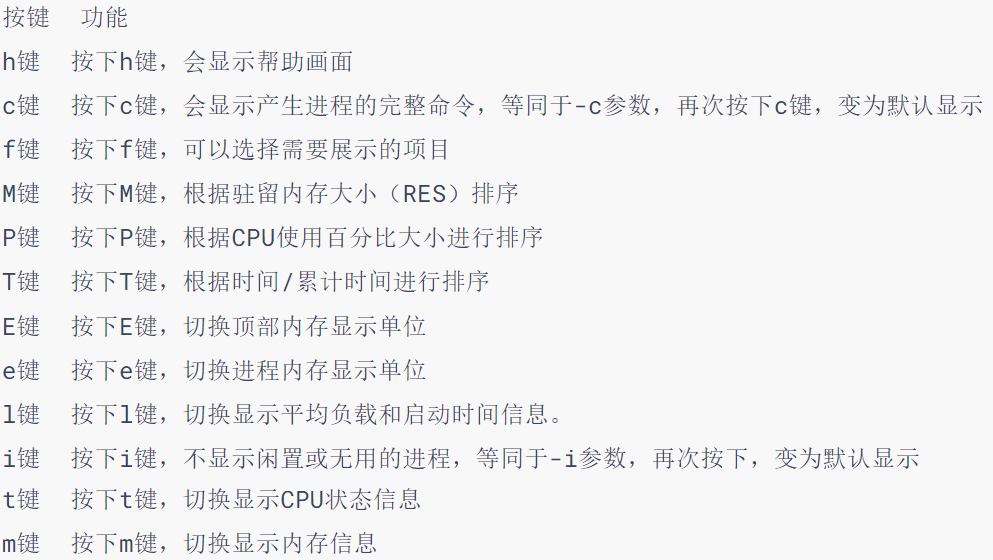 按键 功能
h键 按下h键，会显示帮助画面
c键 按下c键，会显示产生进程的完整命令，等同于-c参数，再次按下c键，变为默认显示
f键 按下f键，可以选择需要展示的项目
M键 按下M键，根据驻留内存大小（RES）排序
P键 按下P键，根据CPU使用百分比大小进行排序
T键 按下T键，根据时间/累计时间进行排序
E键 按下E键，切换顶部内存显示单位
e键 按下e键，切换进程内存显示单位
l键 按下l键，切换显示平均负载和启动时间信息。
i键 按下i键，不显示闲置或无用的进程，等同于-i参数，再次按下，变为默认显示
t键 按下t键，切换显示CPU状态信息
m键 按下m键，切换显示内存信息